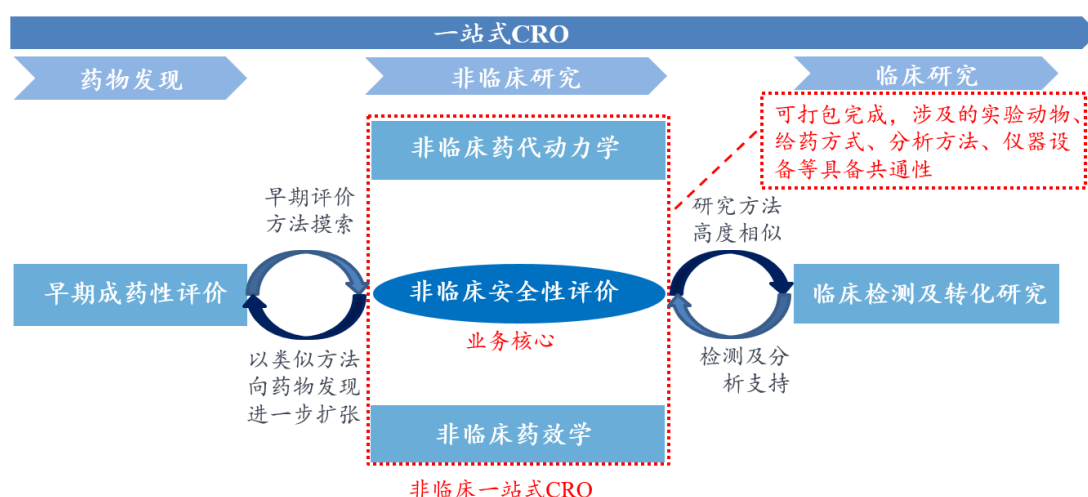 一站式CRO
药物发现
非临床研究
临床研究
可打包完成，涉及的实验动物、
给药方式、分析方法、仪器设
备等具备共通性
非临床药代动力学
早期评价
方法摸索
研究方法
高度相似
早期成药性评价
非临床安全性评价
临床检测及转化研究
业务核心
以类似方法
向药物发现
进一步扩张
检测及分
析支持
非临床药效学
非临床一站式CRO